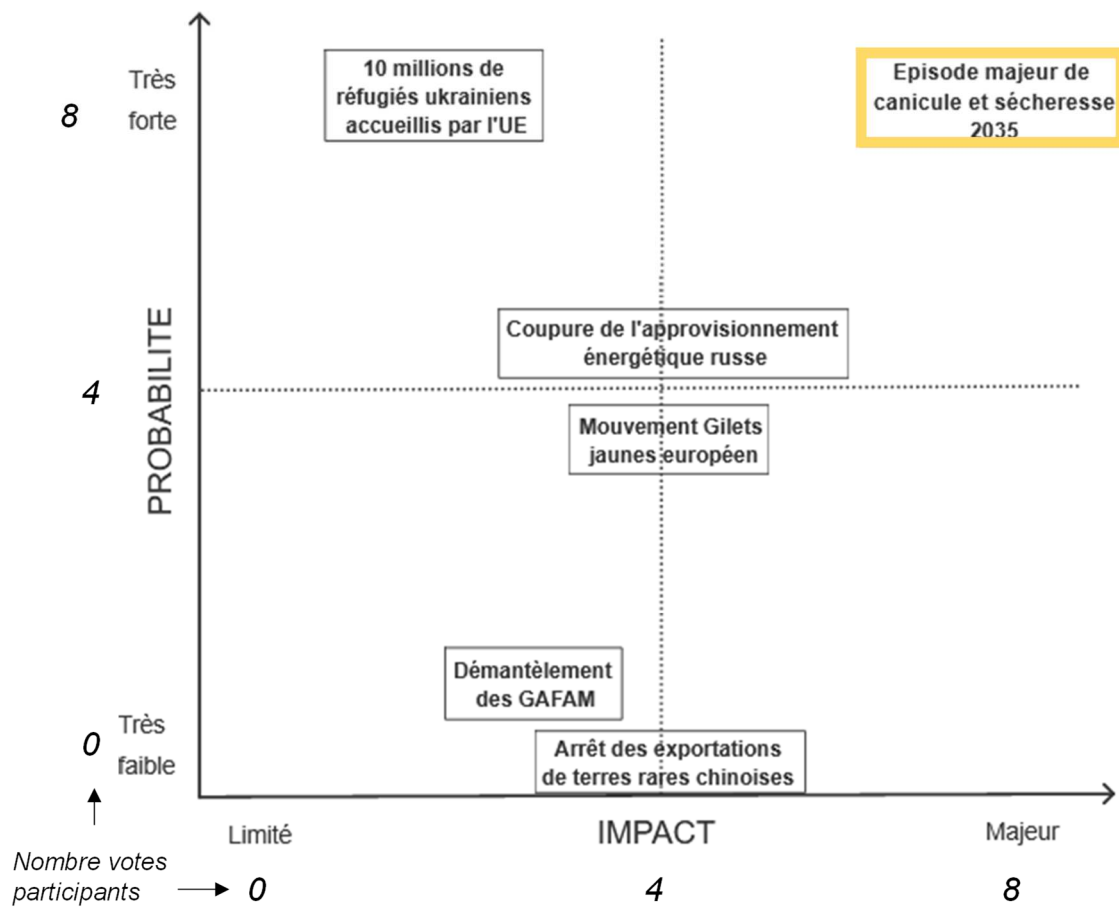 Très
forte
8
10 millions de
réfugiés ukrainiens
accueillis par l'UE
Episode majeur de
canicule et sécheresse
2035
PROBABILITE
4
Coupure de l'approvisionnement
énergétique russe
Mouvement Gilets
jaunes européen
Démantèlement
des GAFAM
Arrêt des exportations
de terres rares chinoises
0
Très
faible
Limité
IMPACT
Majeur
Nombre votes
participants
0
4
8